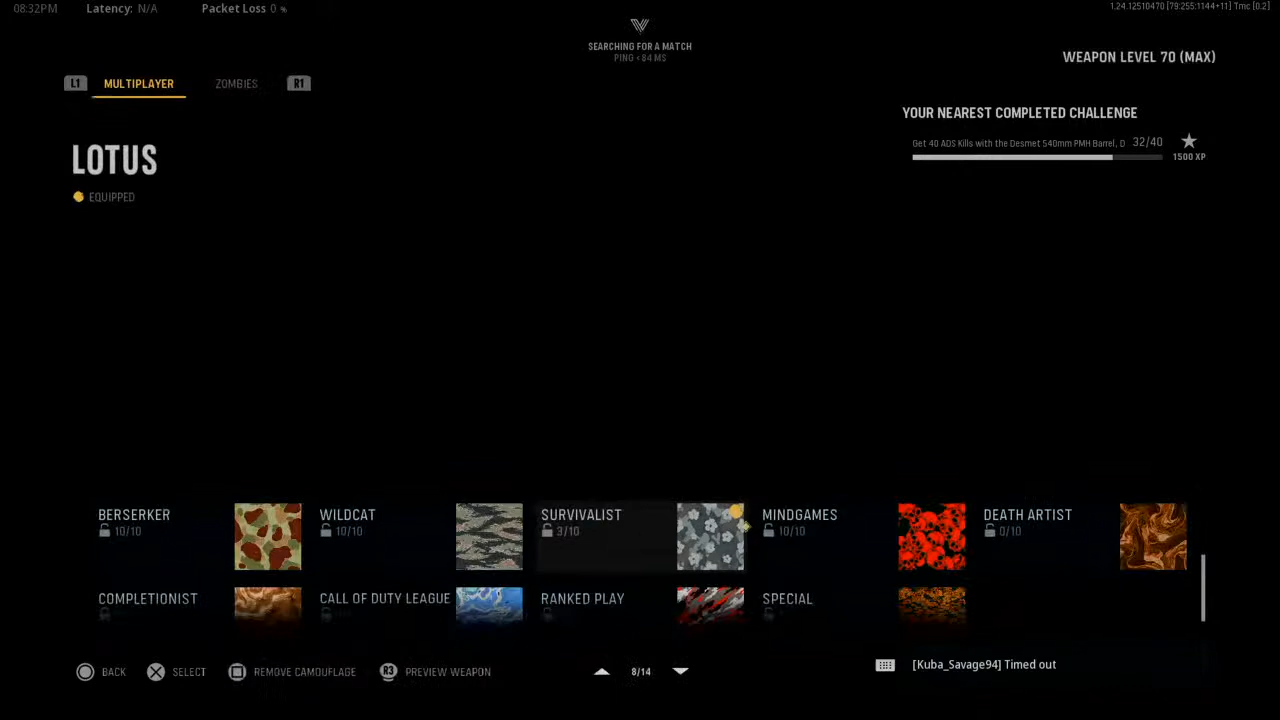 08:32PM Latency: N/A Packet Loss 0 %
1.24.12510470 [79:255:1144+11] Tmc [0.2]
SEARCHING FOR A MATCH
PING < 84 MS
WEAPON LEVEL 70 (MAX)
L1 MULTIPLAYER ZOMBIES R1
YOUR NEAREST COMPLETED CHALLENGE
Get 40 ADS Kills with the Desmet 540mm PMH Barrel, D 32/40
1500 XP
LOTUS
EQUIPPED
BERSERKER WILDCAT SURVIVALIST MINDGAMES DEATH ARTIST
10/10 10/10 3/10 10/10 0/10
COMPLETIONIST CALL OF DUTY LEAGUE RANKED PLAY SPECIAL
BACK SELECT REMOVE CAMOUFLAGE R3 PREVIEW WEAPON 8/14 [Kuba_Savage94] Timed out